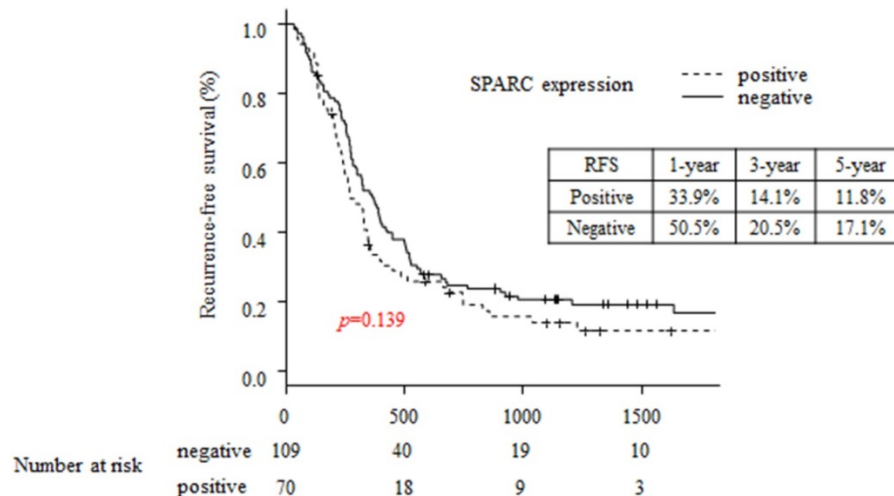 Recurrence-free survival (%)
1.0
0.8
0.6
0.4
0.2
0.0
SPARC expression
positive
negative
RFS 1-year 3-year 5-year
Positive 33.9% 14.1% 11.8%
Negative 50.5% 20.5% 17.1%
p=0.139
0 500 1000 1500
Number at risk
negative 109 40 19 10
positive 70 18 9 3